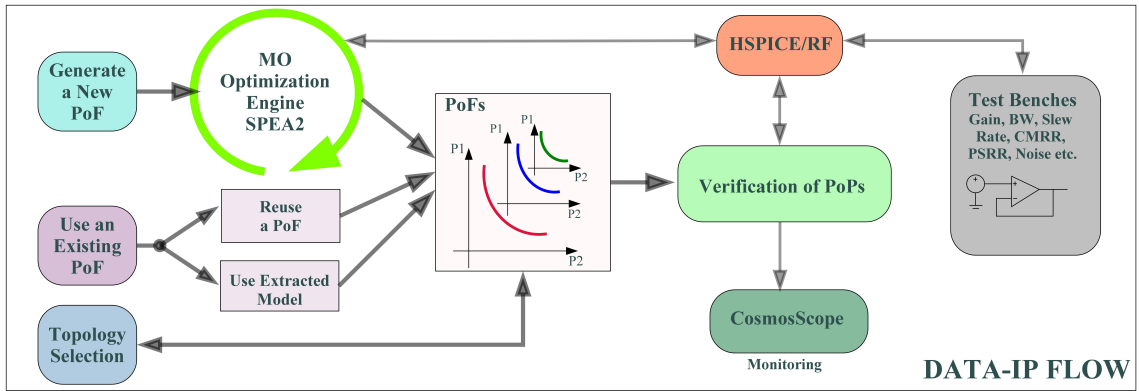 Generate
a New
PoF
MO
Optimization
Engine
SPEA2
HSPICE/RF
Test Benches
Gain, BW, Slew
Rate, CMRR,
PSRR, Noise etc.
+
-
+
-
PoFs
P1
P2
P1
P2
P1
P2
Verification of PoPs
Use an
Existing
PoF
Reuse
a PoF
Use Extracted
Model
Topology
Selection
CosmosScope
Monitoring
DATA-IP FLOW